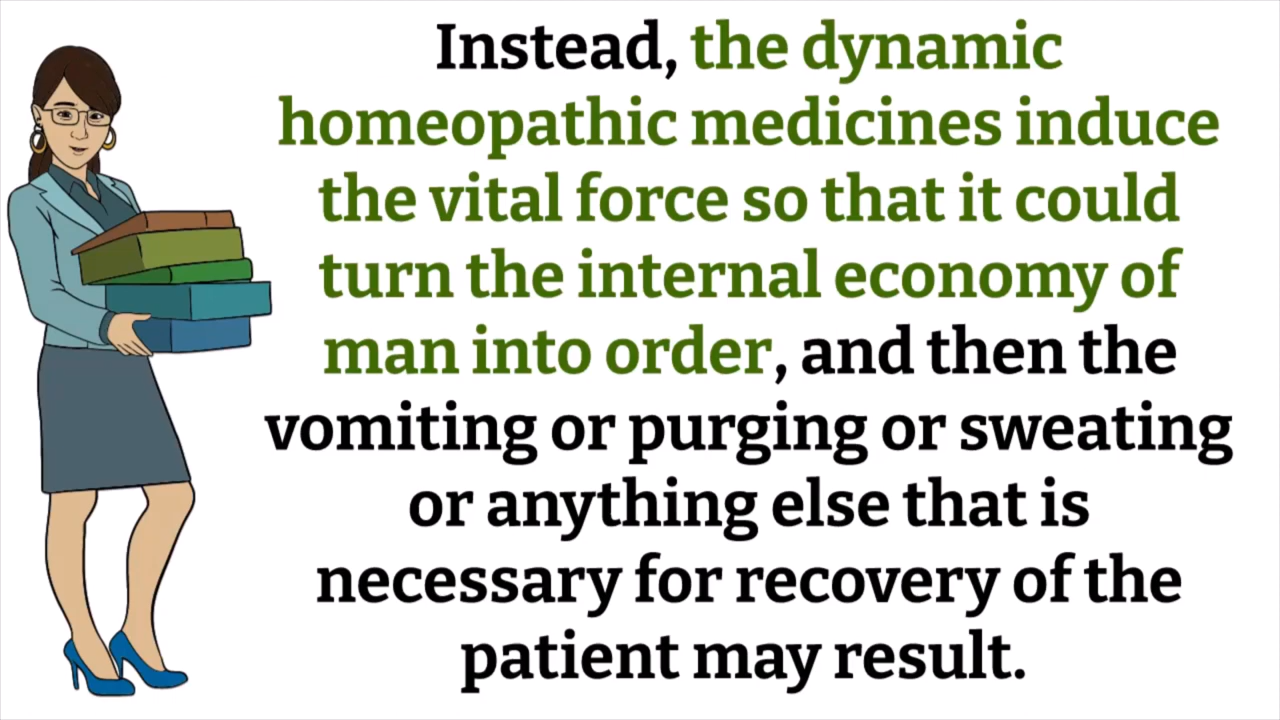 Instead, the dynamic
homeopathic medicines induce
the vital force so that it could
turn the internal economy of
man into order, and then the
vomiting or purging or sweating
or anything else that is
necessary for recovery of the
patient may result.